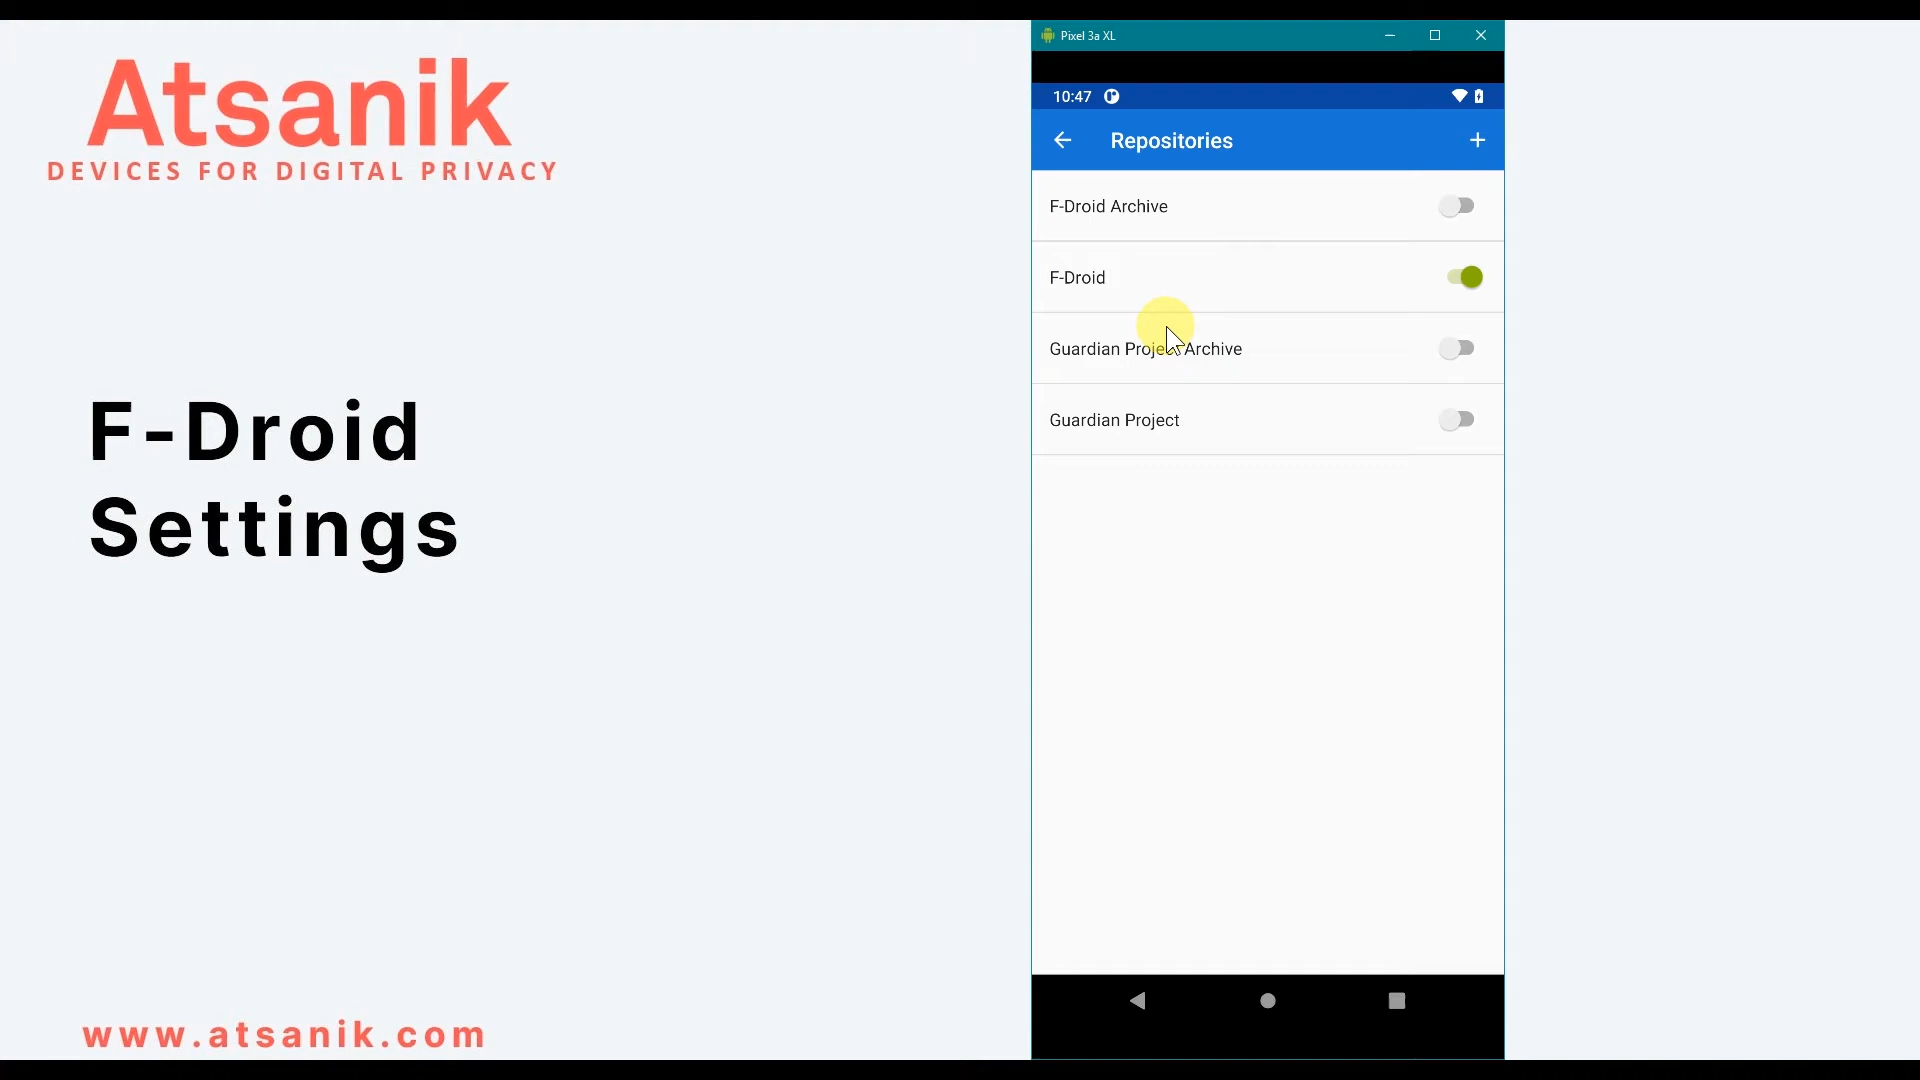 Atsanik
DEVICES FOR DIGITAL PRIVACY
F-Droid
Settings
www.atsanik.com
Pixel 3a XL
10:47
Repositories
F-Droid Archive
F-Droid
Guardian Project Archive
Guardian Project